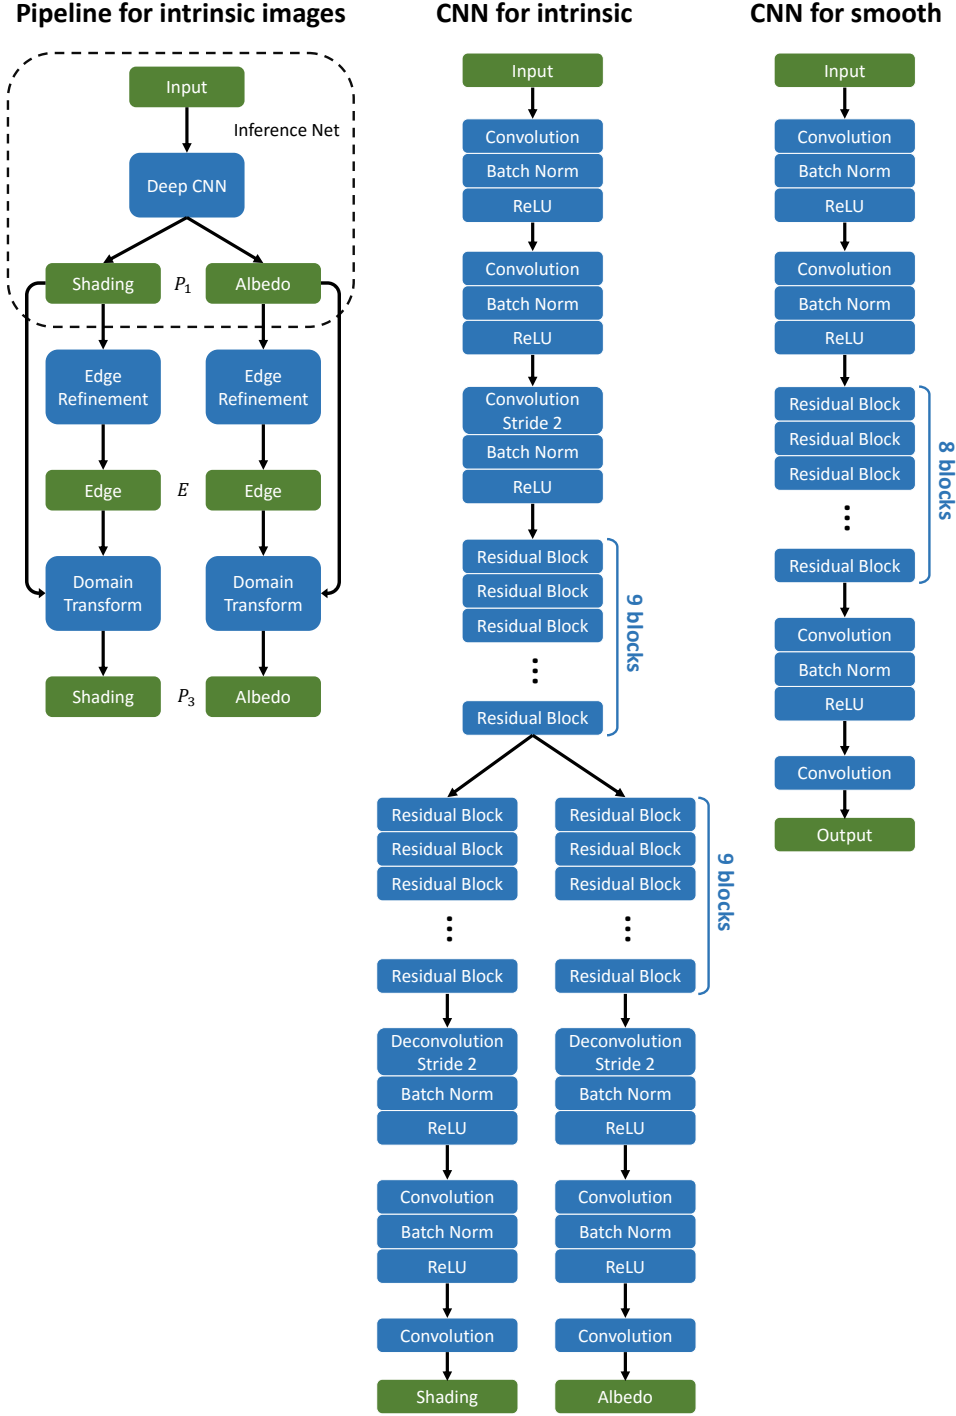 Pipeline for intrinsic images
Input
Inference Net
Deep CNN
Shading
P1
Albedo
Edge
Refinement
Edge
Refinement
Edge
E
Edge
Domain
Transform
Domain
Transform
Shading
P3
Albedo
CNN for intrinsic
Input
Convolution
Batch Norm
ReLU
Convolution
Batch Norm
ReLU
Convolution
Stride 2
Batch Norm
ReLU
Residual Block
Residual Block
Residual Block
...
Residual Block
9 blocks
Residual Block
Residual Block
Residual Block
...
Residual Block
Deconvolution
Stride 2
Batch Norm
ReLU
Convolution
Batch Norm
ReLU
Convolution
Shading
Residual Block
Residual Block
Residual Block
...
Residual Block
9 blocks
Deconvolution
Stride 2
Batch Norm
ReLU
Convolution
Batch Norm
ReLU
Convolution
Albedo
CNN for smooth
Input
Convolution
Batch Norm
ReLU
Convolution
Batch Norm
ReLU
Residual Block
Residual Block
Residual Block
...
Residual Block
8 blocks
Convolution
Batch Norm
ReLU
Convolution
Output